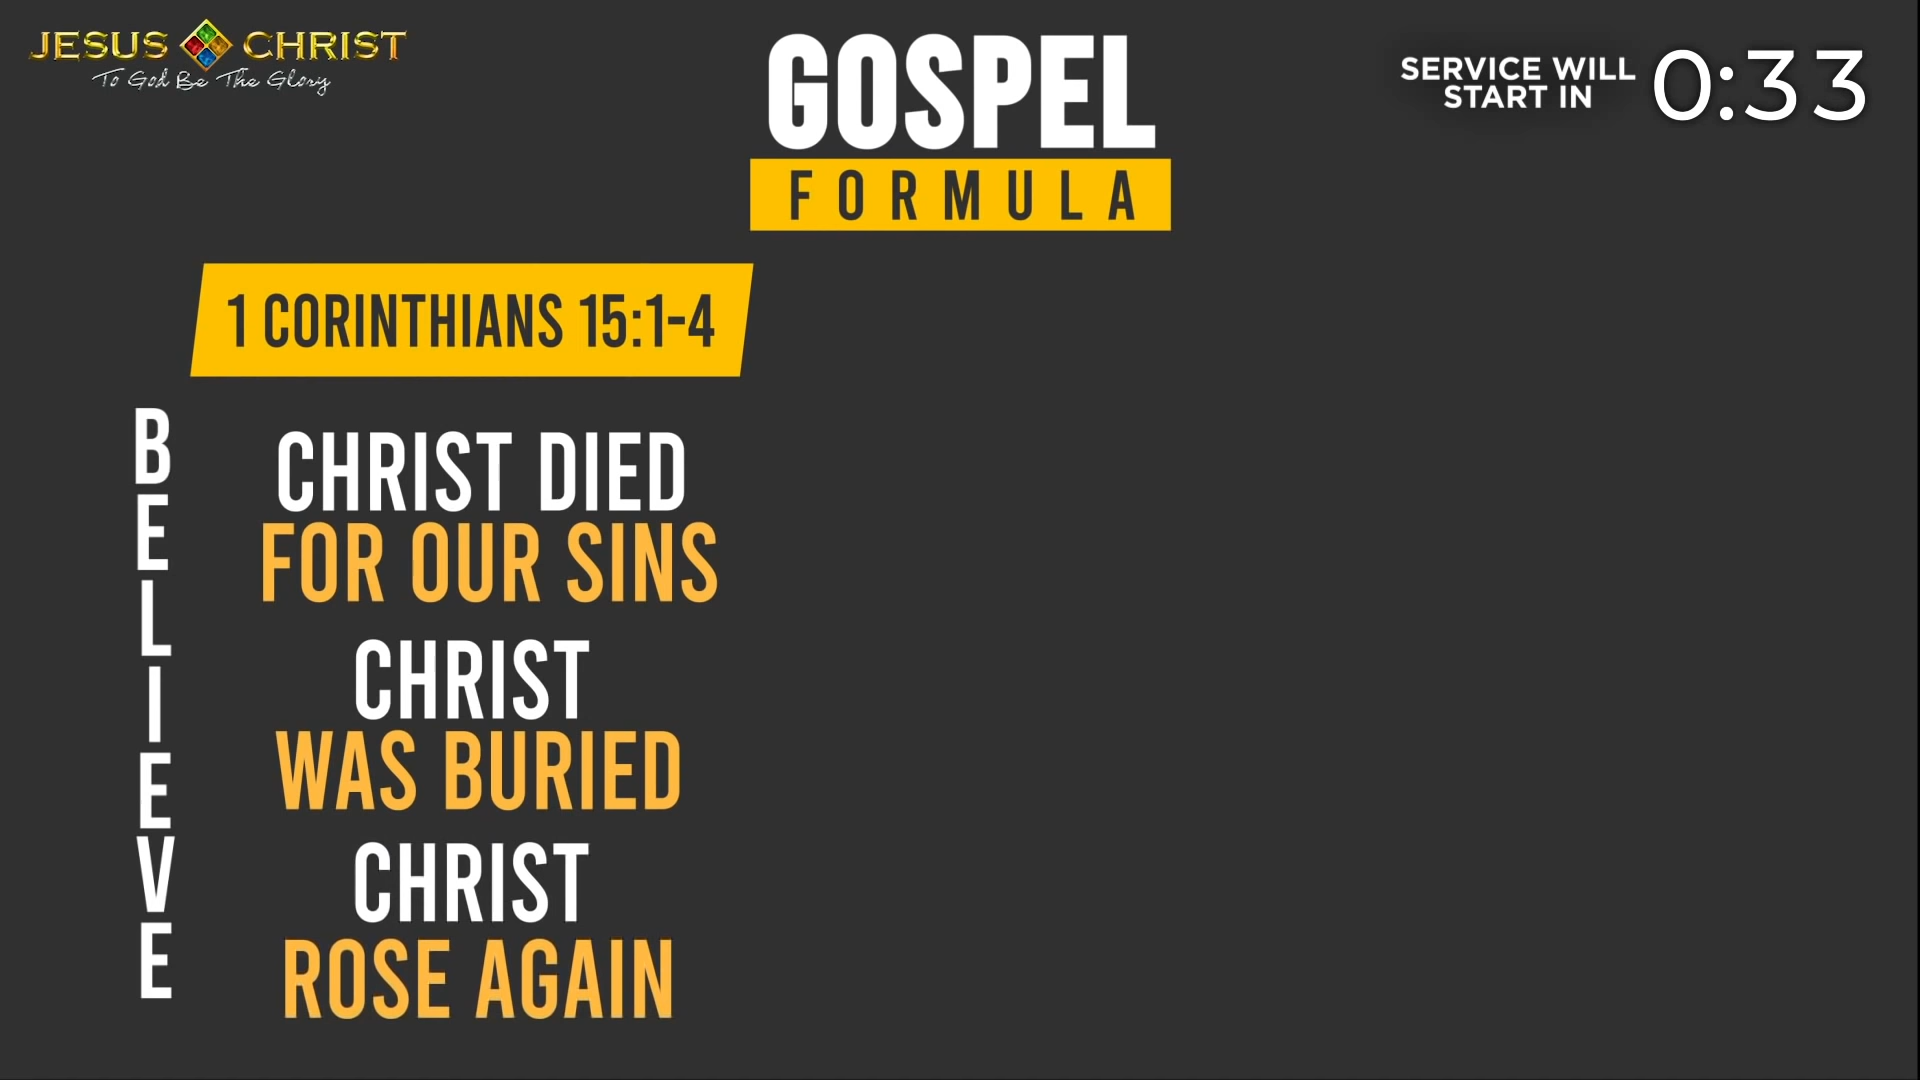 JESUS CHRIST
To God Be The Glory
GOSPEL
FORMULA
SERVICE WILL
START IN
0:33
1 CORINTHIANS 15:1-4
BELIEVE
CHRIST DIED
FOR OUR SINS
CHRIST
WAS BURIED
CHRIST
ROSE AGAIN